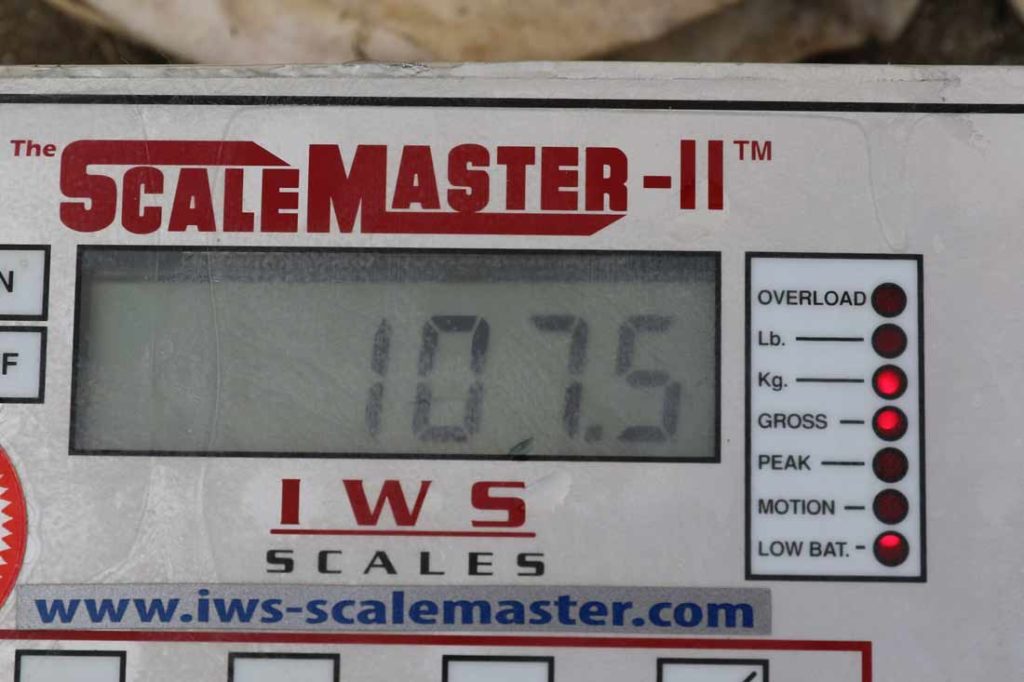 The SCALEMASTER-II™
N
F
107.5
OVERLOAD
Lb.
Kg.
GROSS
PEAK
MOTION
LOW BAT.
IWS
SCALES
www.iws-scalemaster.com